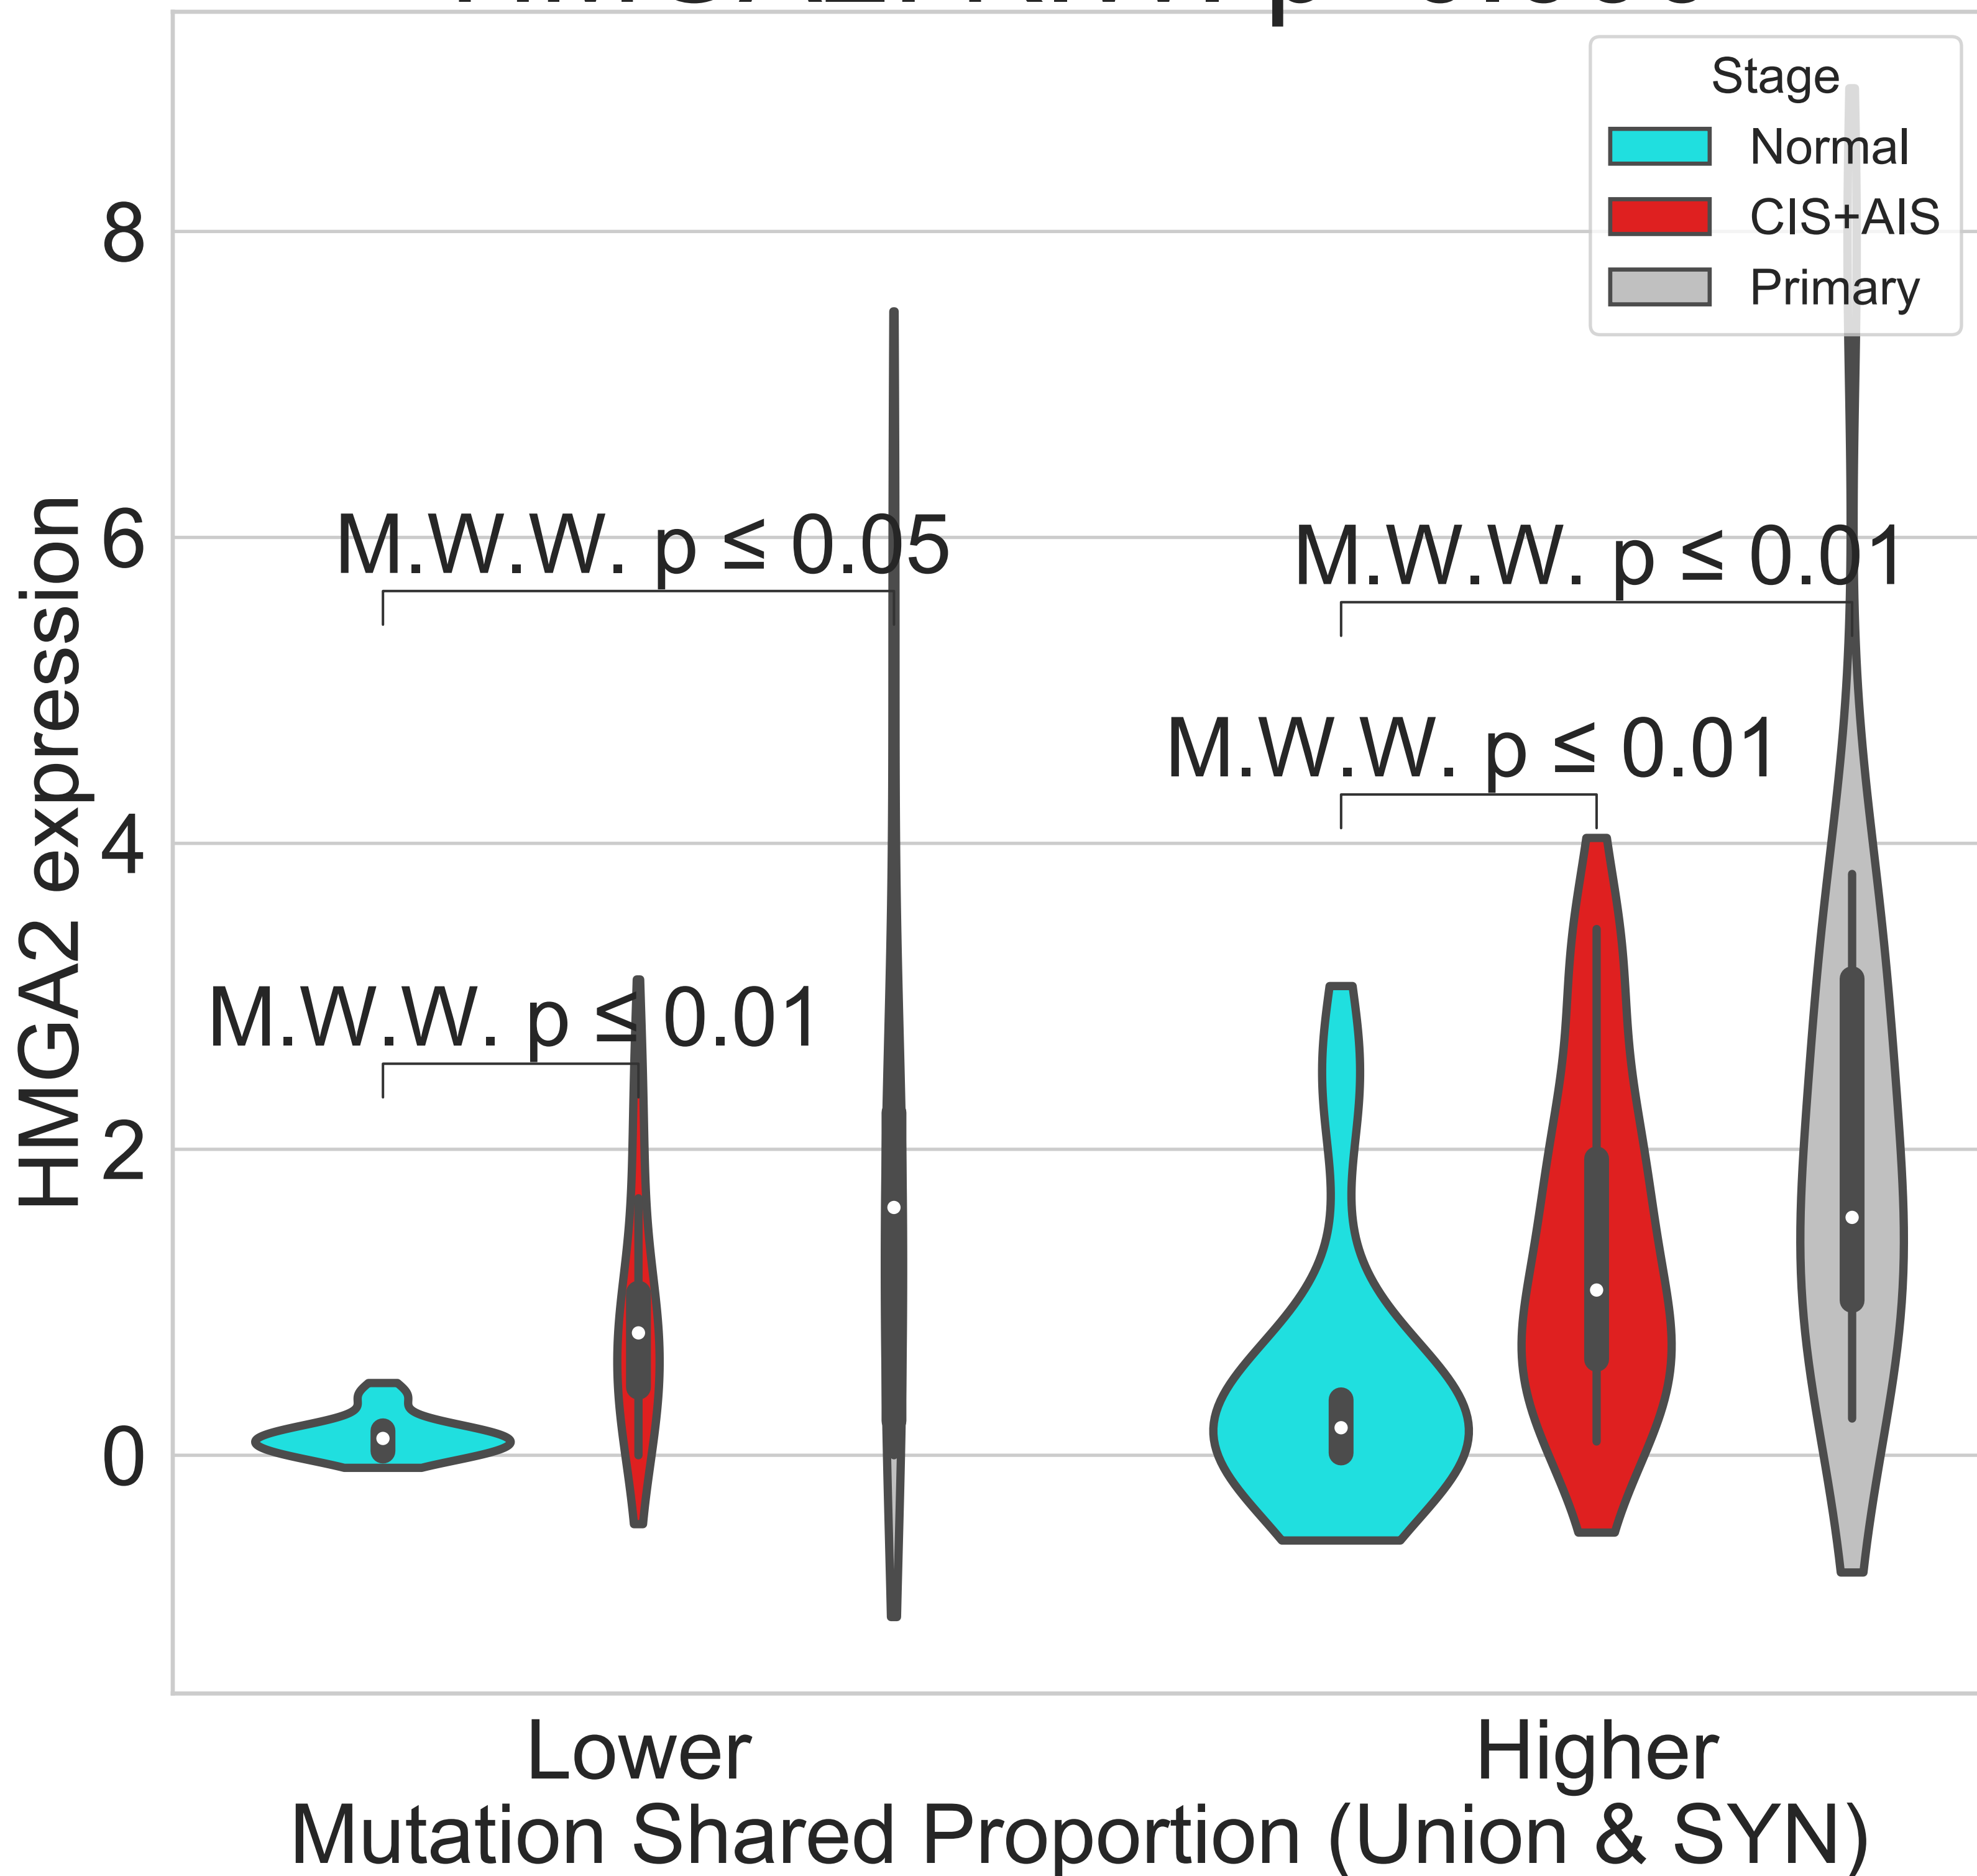 Stage
Normal
CIS+AIS
Primary
8
6
4
2
0
HMGA2 expression
M.W.W. p ≤ 0.05
M.W.W. p ≤ 0.01
M.W.W. p ≤ 0.01
M.W.W. p ≤ 0.01
Lower
Higher
Mutation Shared Proportion (Union & SYN)